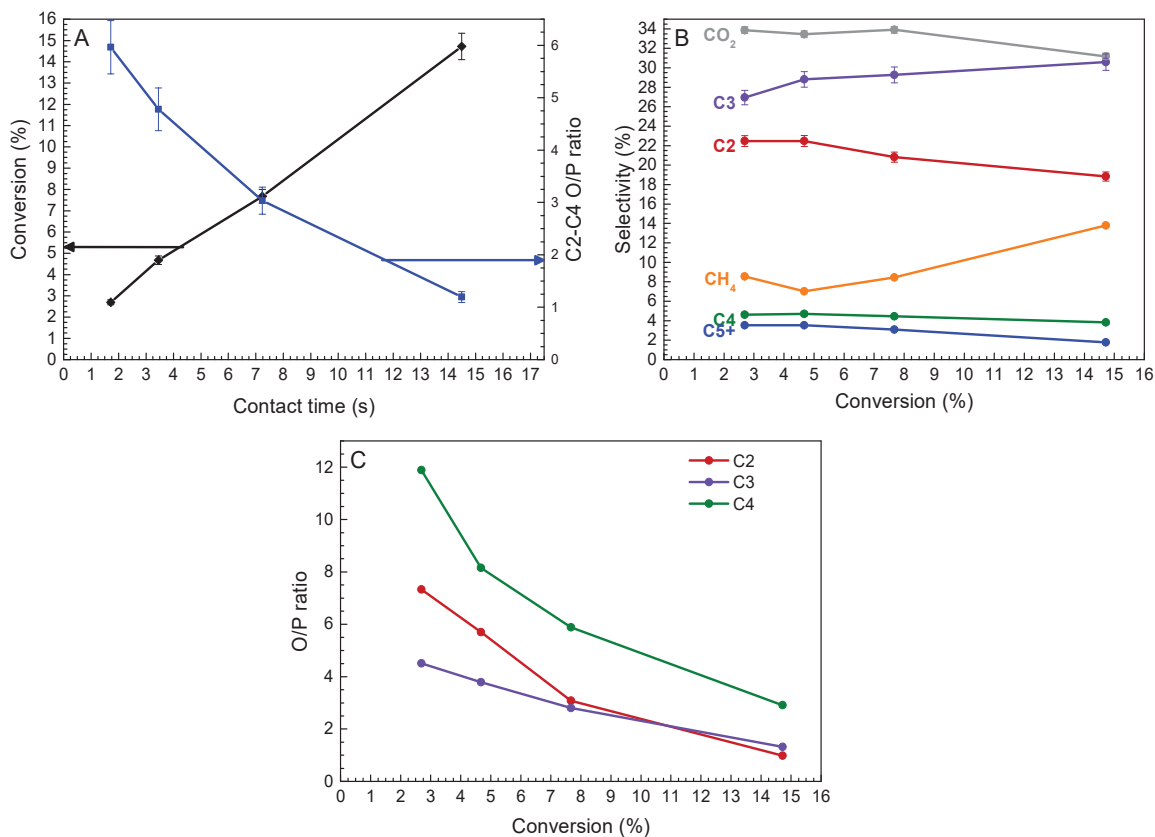 A
Conversion (%)
16
15
14
13
12
11
10
9
8
7
6
5
4
3
2
1
0
0 1 2 3 4 5 6 7 8 9 10 11 12 13 14 15 16 17
Contact time (s)
6
5
4
3
2
1
0
C2-C4 O/P ratio
B
Selectivity (%)
34
32
30
28
26
24
22
20
18
16
14
12
10
8
6
4
2
0
CO₂
C3
C2
CH₄
C4
C5+
0 1 2 3 4 5 6 7 8 9 10 11 12 13 14 15 16
Conversion (%)
C
O/P ratio
12
10
8
6
4
2
0
C2
C3
C4
0 1 2 3 4 5 6 7 8 9 10 11 12 13 14 15 16
Conversion (%)